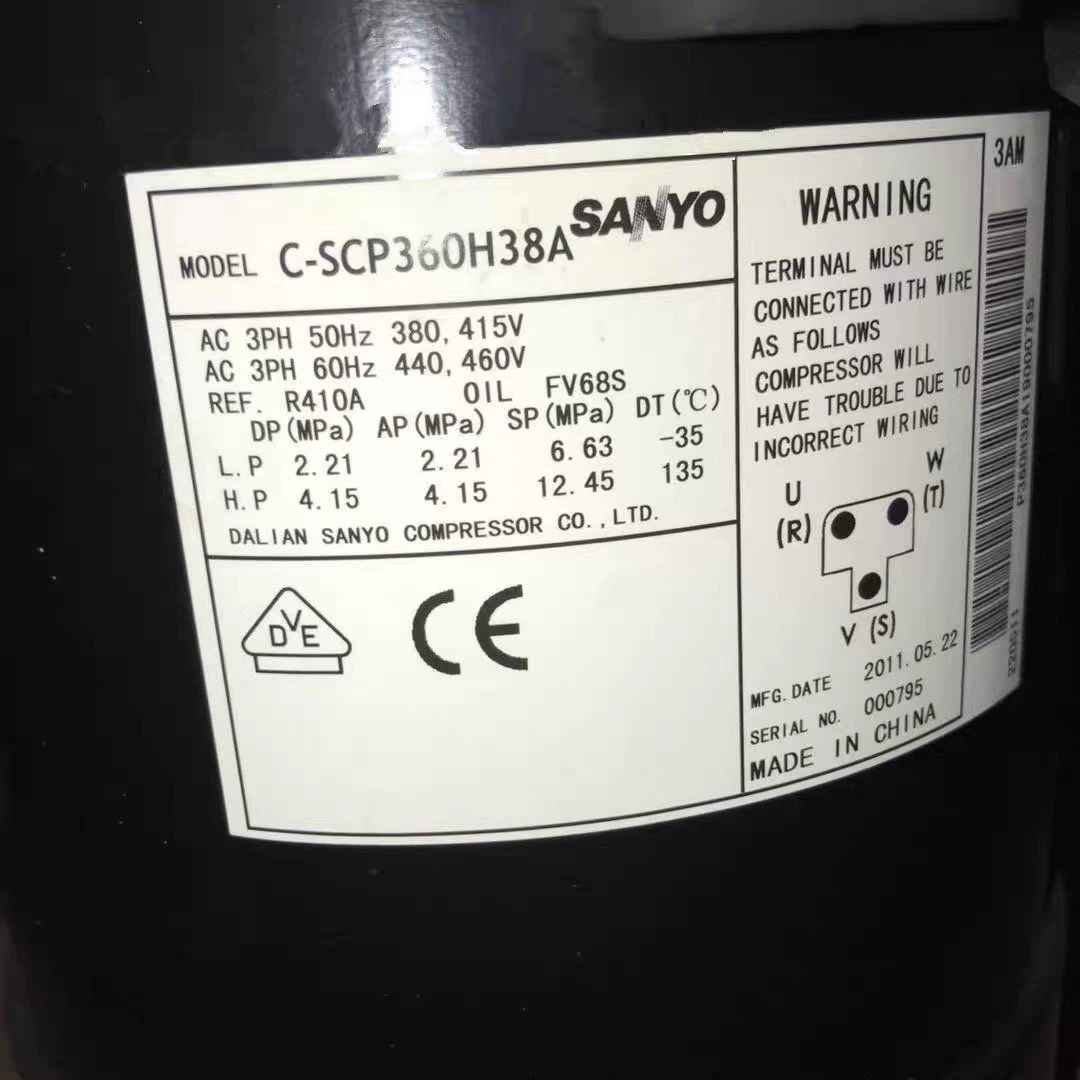 SANYO
MODEL C-SCP360H38A
AC 3PH 50Hz 380, 415V
AC 3PH 60Hz 440, 460V
REF. R410A OIL FV68S
DP(MPa) AP(MPa) SP(MPa) DT(℃)
L.P 2.21 2.21 6.63 -35
H.P 4.15 4.15 12.45 135
DALIAN SANYO COMPRESSOR CO.,LTD.
DVE
CE
WARNING
TERMINAL MUST BE
CONNECTED WITH WIRE
AS FOLLOWS
COMPRESSOR WILL
HAVE TROUBLE DUE TO
INCORRECT WIRING
U W
(R) (T)
V (S)
MFG.DATE 2011.05.22
SERIAL NO. 000795
MADE IN CHINA
3AM
P360H38A19000795
220511